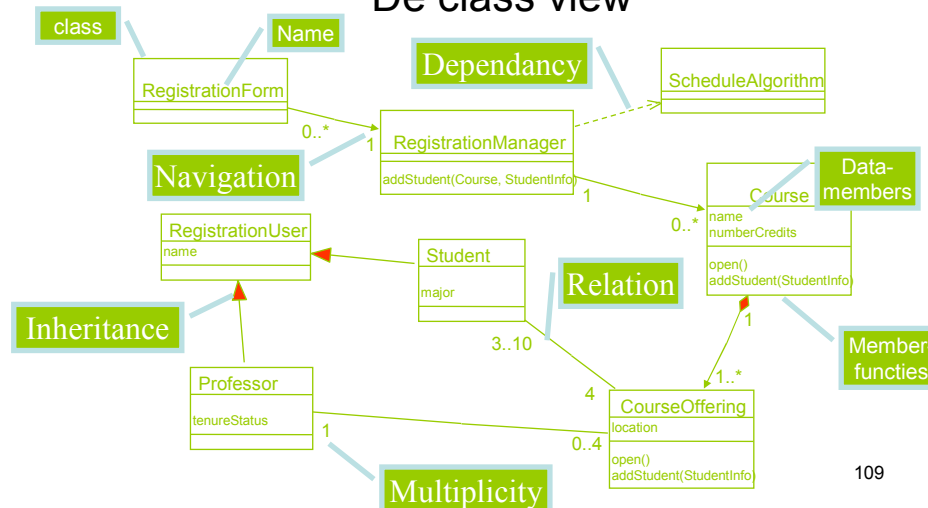 De class view
class
Name
Dependancy
RegistrationForm
ScheduleAlgorithm
0..*
1
RegistrationManager
addStudent(Course, StudentInfo)
Navigation
1
0..*
Course
name
numberCredits
open()
addStudent(StudentInfo)
Data-
members
RegistrationUser
name
Student
major
Relation
Inheritance
3..10
1
Member
functies
1..*
Professor
tenureStatus
1
4
0..4
CourseOffering
location
open()
addStudent(StudentInfo)
Multiplicity
109